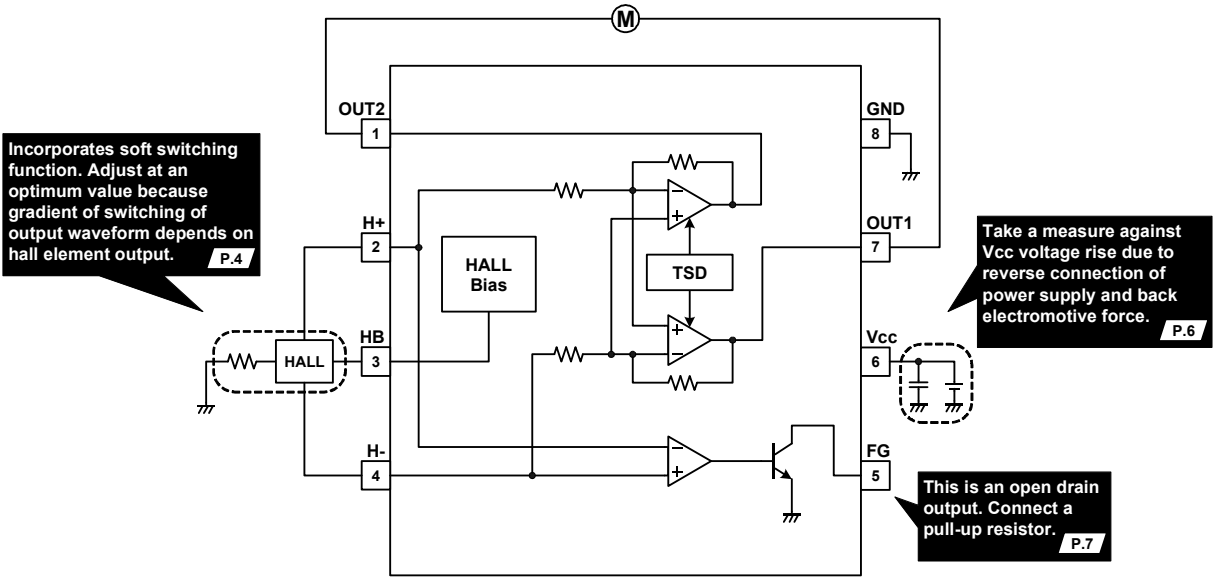 M
OUT2
1
GND
8
Incorporates soft switching
function. Adjust at an
optimum value because
gradient of switching of
output waveform depends on
hall element output.
P.4
−
+
H+
2
OUT1
7
HALL
Bias
TSD
Take a measure against
Vcc voltage rise due to
reverse connection of
power supply and back
electromotive force.
P.6
HB
3
HALL
+
−
Vcc
6
H-
4
−
+
FG
5
This is an open drain
output. Connect a
pull-up resistor.
P.7